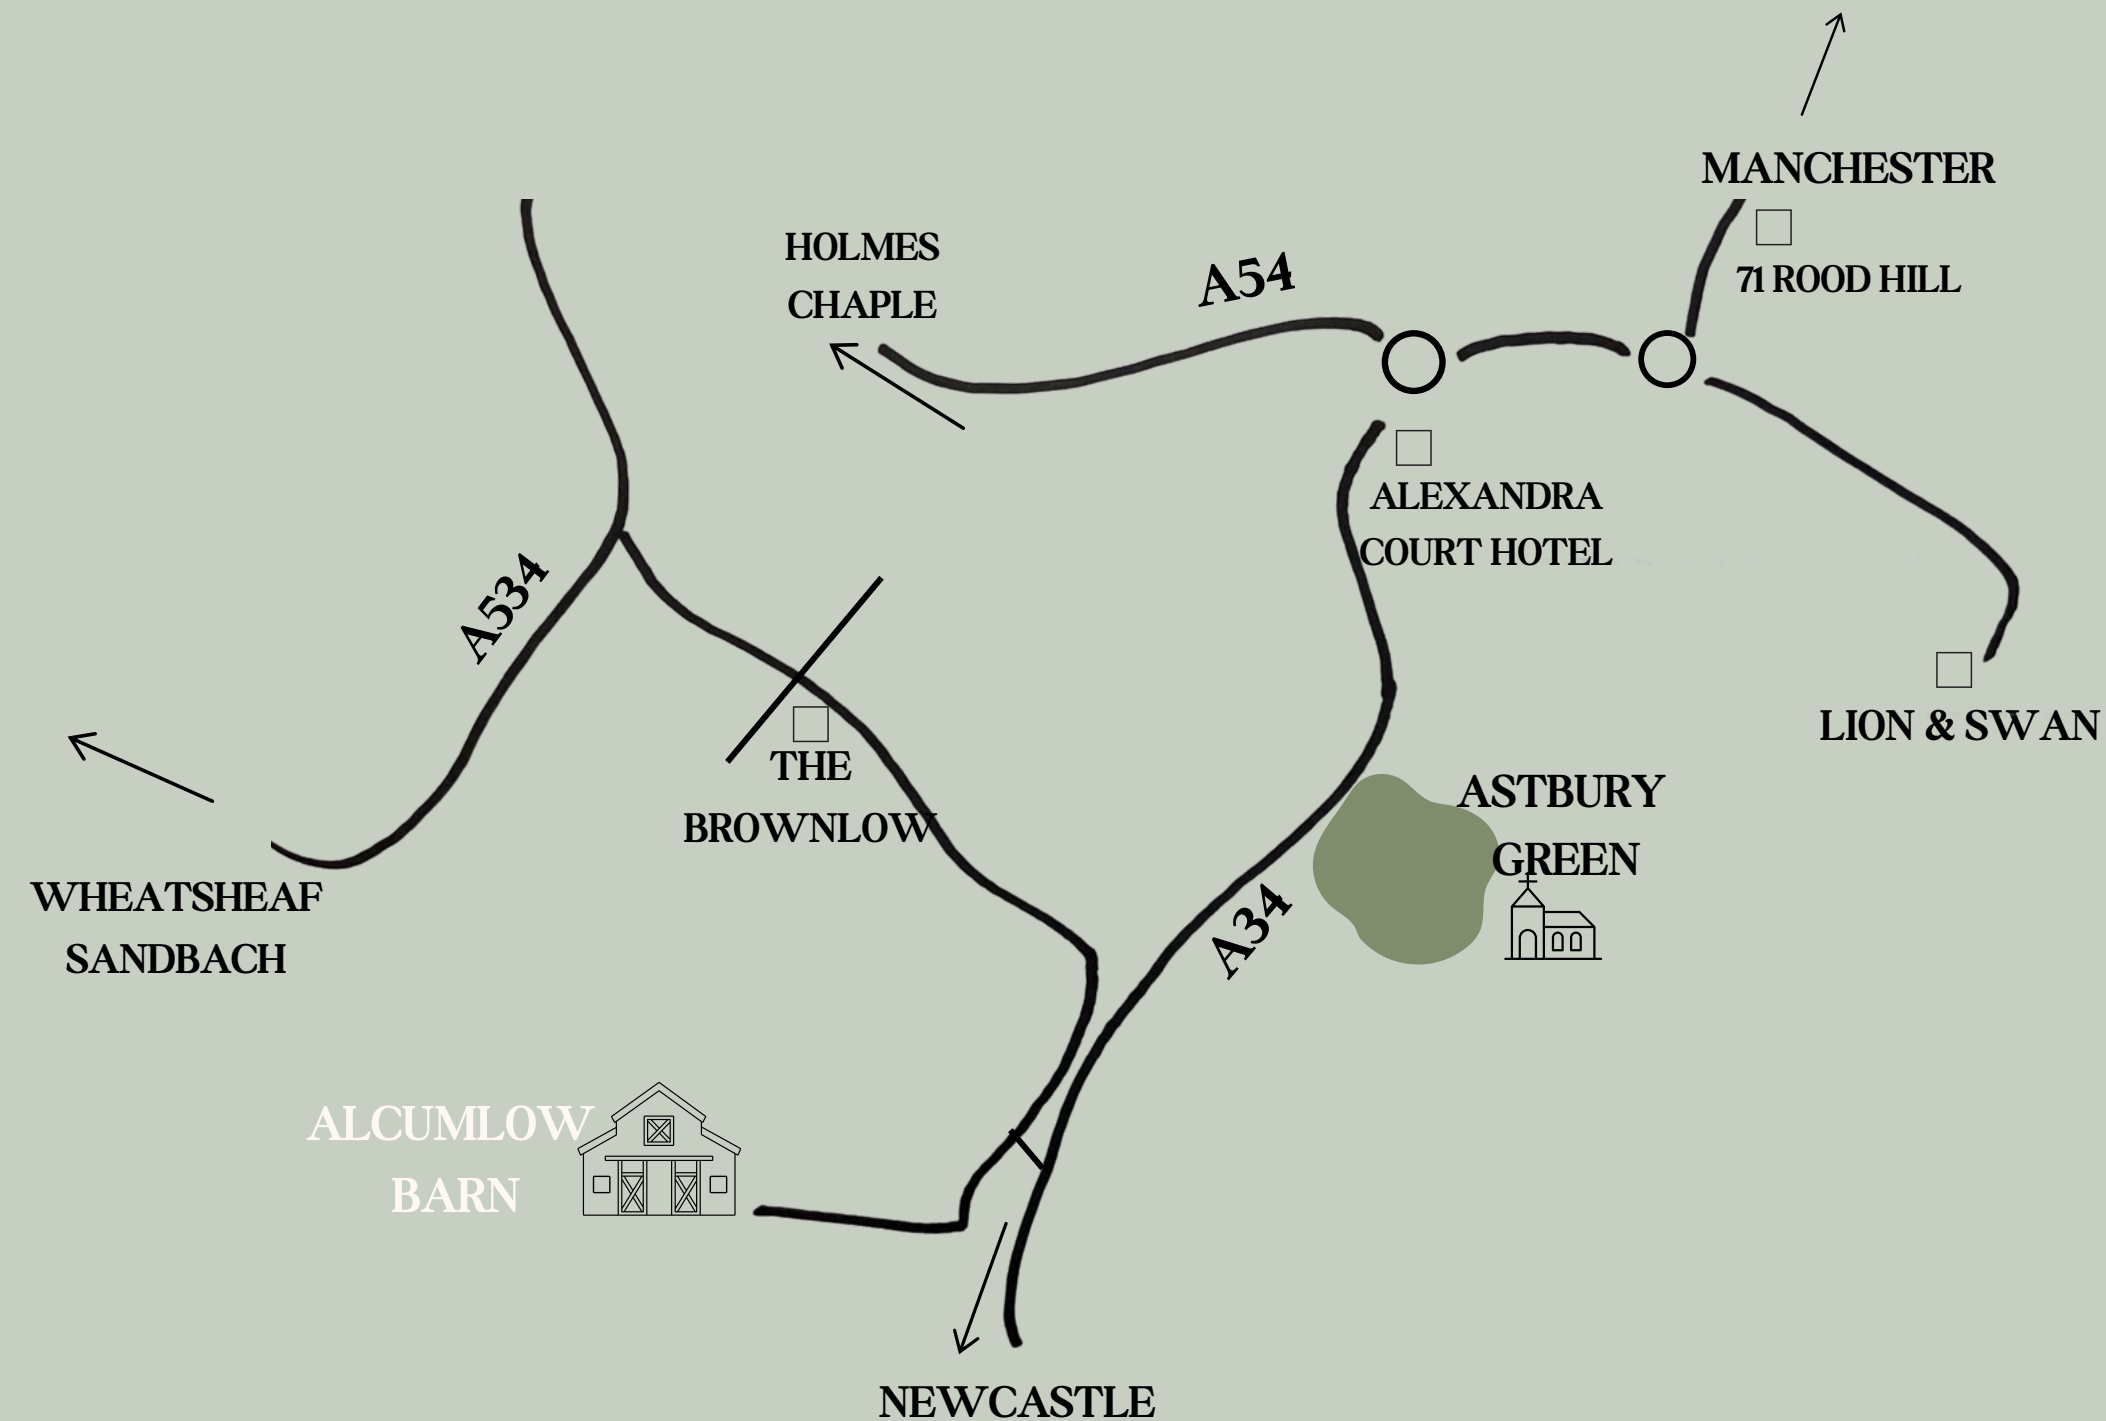 MANCHESTER
71 ROOD HILL
HOLMES
CHAPLE
A54
ALEXANDRA
COURT HOTEL
A534
LION & SWAN
THE
BROWNLOW
ASTBURY
GREEN
WHEATSHEAF
SANDBACH
A34
ALCUMLOW
BARN
NEWCASTLE